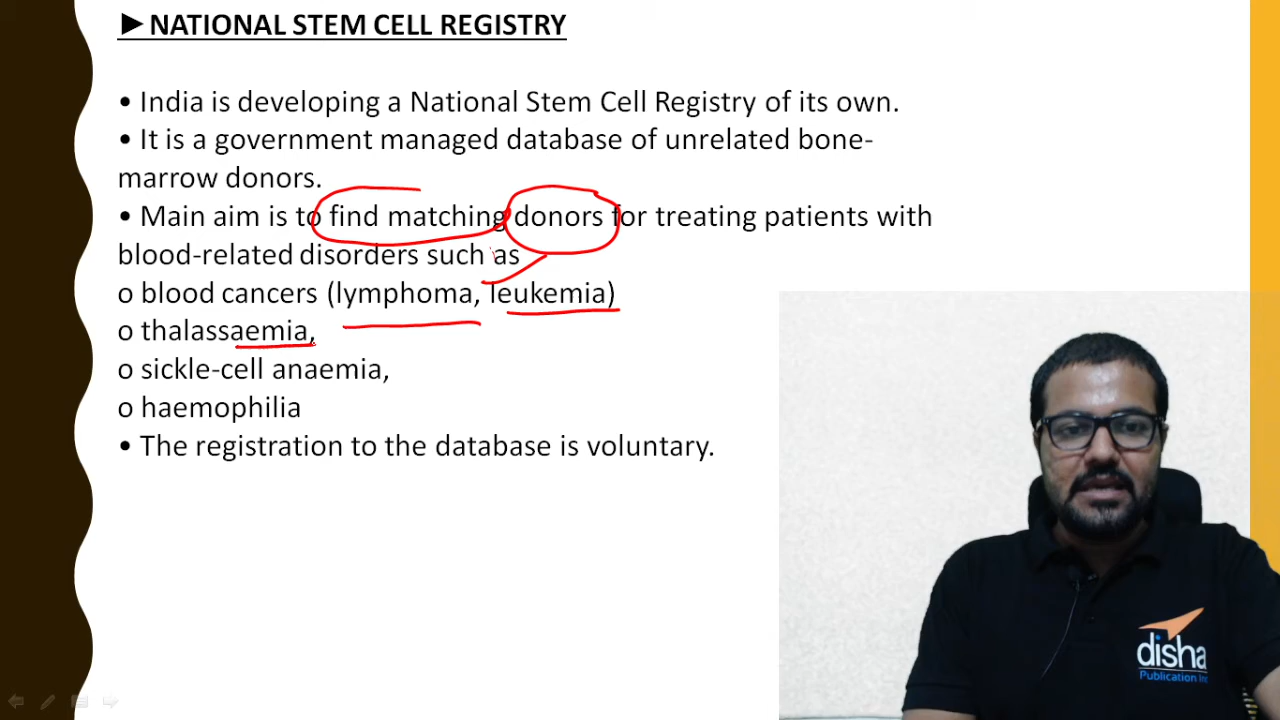 ►NATIONAL STEM CELL REGISTRY
• India is developing a National Stem Cell Registry of its own.
• It is a government managed database of unrelated bone-
marrow donors.
• Main aim is to find matching donors for treating patients with
blood-related disorders such as
o blood cancers (lymphoma, leukemia)
o thalassaemia,
o sickle-cell anaemia,
o haemophilia
• The registration to the database is voluntary.
disha
Publication Inc